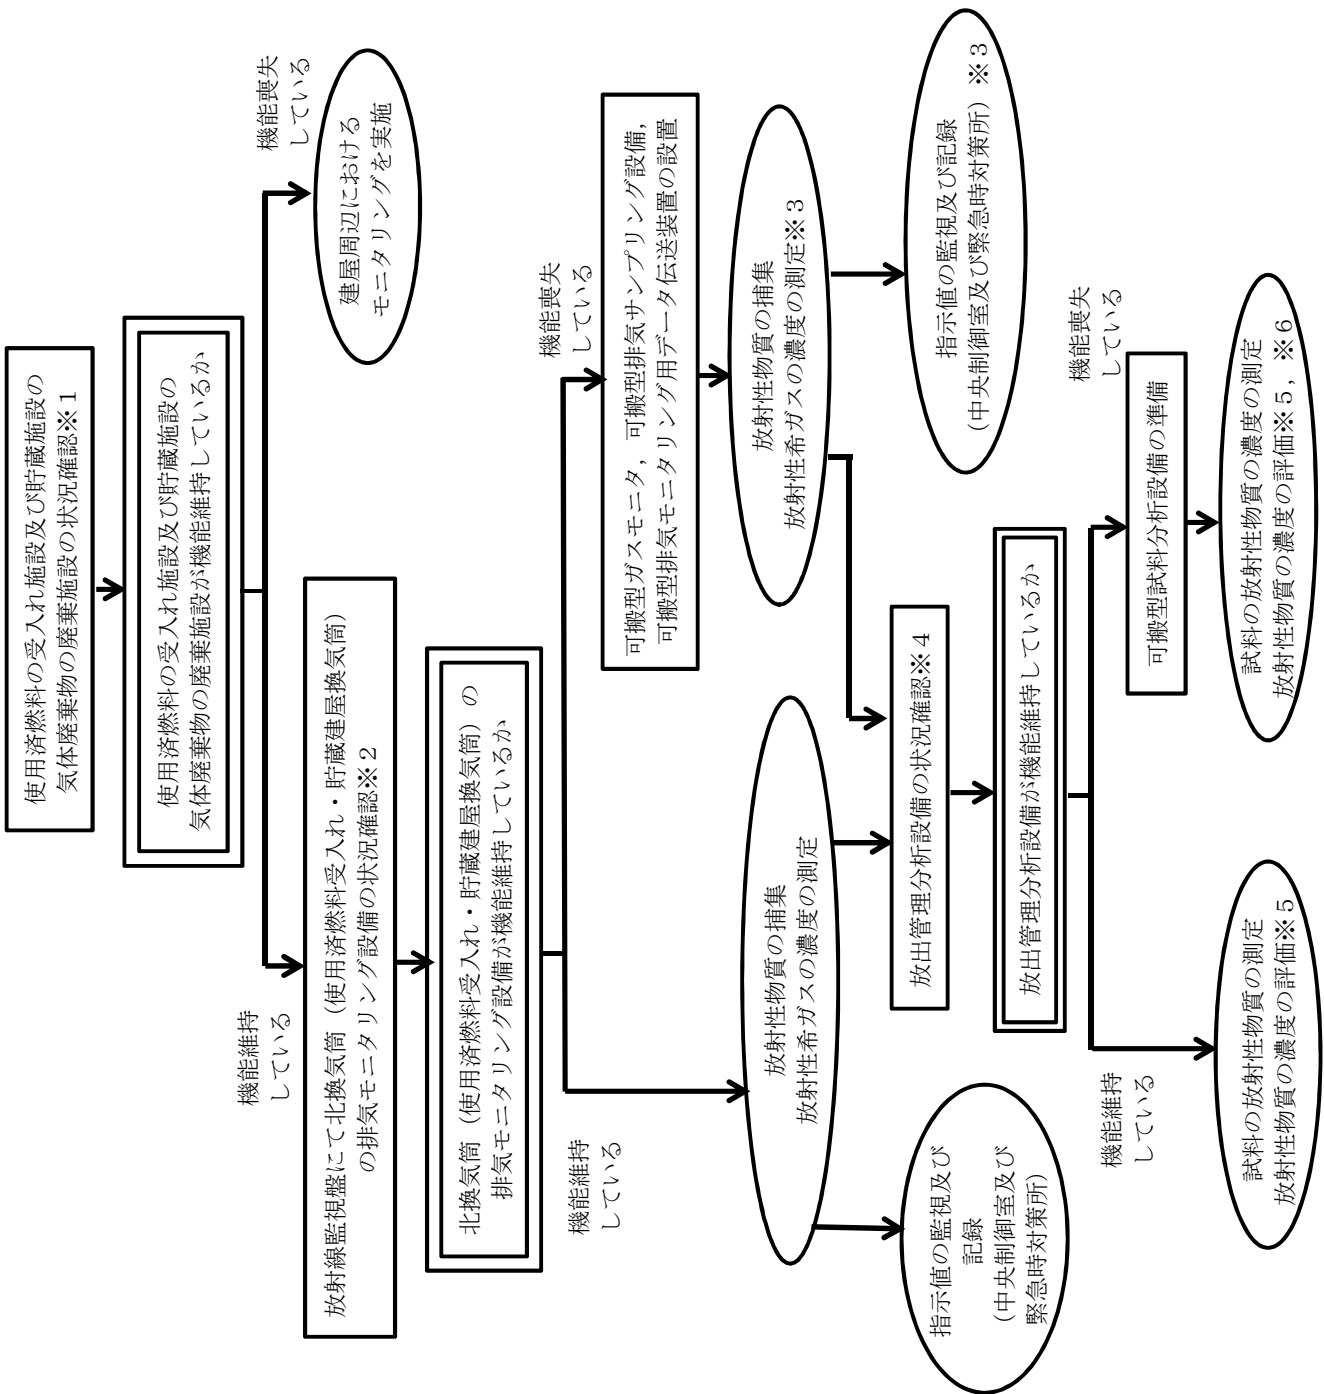 使用済燃料の受入れ施設及び貯蔵施設の
気体廃棄物の廃棄施設の状況確認※１
使用済燃料の受入れ施設及び貯蔵施設の
気体廃棄物の廃棄施設が機能維持しているか
機能維持
している
機能喪失
している
建屋周辺における
モニタリングを実施
放射線監視盤にて北換気筒（使用済燃料受入れ・貯蔵建屋換気筒）
の排気モニタリング設備の状況確認※２
北換気筒（使用済燃料受入れ・貯蔵建屋換気筒）の
排気モニタリング設備が機能維持しているか
機能維持
している
機能喪失
している
可搬型ガスモニタ，可搬型排気サンプリング設備，
可搬型排気モニタリング用データ伝送装置の設置
放射性物質の捕集
放射性希ガスの濃度の測定
放射性物質の捕集
放射性希ガスの濃度の測定※３
指示値の監視及び
記録
（中央制御室及び
緊急時対策所）
指示値の監視及び記録
（中央制御室及び緊急時対策所）※３
放出管理分析設備の状況確認※４
放出管理分析設備が機能維持しているか
機能維持
している
機能喪失
している
可搬型試料分析設備の準備
試料の放射性物質の測定
放射性物質の濃度の評価※５
試料の放射性物質の濃度の測定
放射性物質の濃度の評価※５，※６